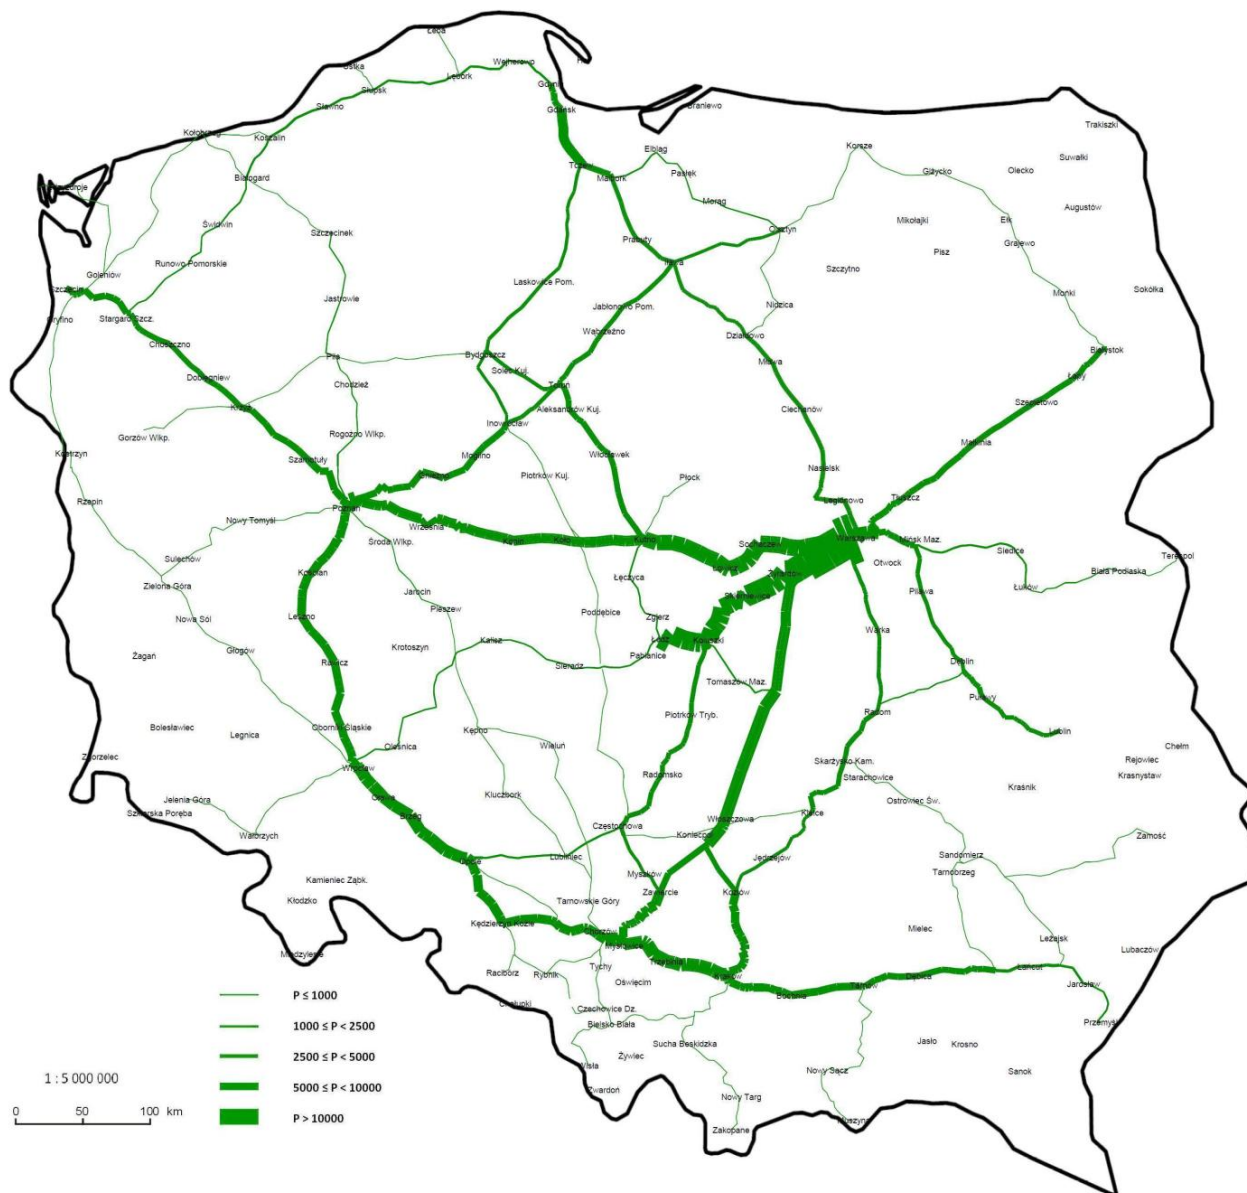 Łeba
Ustka
Lębork
Wejherowo
Słupsk
Gdynia
Sławno
Gdańsk
Braniewo
Kołobrzeg
Koszalin
Trakiszki
Elbląg
Korsze
Suwałki
Tczew
Malbork
Pasłęk
Giżycko
Olecko
Białogard
Morąg
Augustów
Świdwin
Szczecinek
Prabuty
Olsztyn
Mikołajki
Ełk
Grajewo
Runowo Pomorskie
Iława
Pisz
Goleniów
Laskowice Pom.
Szczytno
Szczecin
Jastrowie
Jabłonowo Pom.
Nidzica
Mońki
Sokółka
Gryfino
Stargard Szcz.
Wąbrzeźno
Działdowo
Choszczno
Piła
Bydgoszcz
Mława
Białystok
Dobiegniew
Chodzież
Solec Kuj.
Toruń
Łapy
Krzyż
Aleksandrów Kuj.
Ciechanów
Szepietowo
Gorzów Wlkp.
Rogoźno Wlkp.
Inowrocław
Małkinia
Kostrzyn
Szamotuły
Mogilno
Włocławek
Nasielsk
Gniezno
Piotrków Kuj.
Płock
Rzepin
Poznań
Legionowo
Tłuszcz
Nowy Tomyśl
Września
Środa Wlkp.
Konin
Koło
Kutno
Sochaczew
Warszawa
Mińsk Maz.
Siedlce
Terespol
Sulechów
Kościan
Łowicz
Żyrardów
Otwock
Biała Podlaska
Zielona Góra
Jarocin
Łęczyca
Skierniewice
Pilawa
Łuków
Nowa Sól
Leszno
Pleszew
Poddębice
Zgierz
Warka
Żagań
Głogów
Krotoszyn
Kalisz
Łódź
Koluszki
Rawicz
Sieradz
Pabianice
Dęblin
Tomaszów Maz.
Puławy
Bolesławiec
Legnica
Oborniki Śląskie
Piotrków Tryb.
Radom
Lublin
Zgorzelec
Oleśnica
Kępno
Wieluń
Chełm
Wrocław
Radomsko
Skarżysko Kam.
Starachowice
Rejowiec
Krasnystaw
Jelenia Góra
Szklarska Poręba
Oława
Brzeg
Kluczbork
Ostrowiec Św.
Kraśnik
Wałbrzych
Częstochowa
Włoszczowa
Koniecpol
Kielce
Zamość
Opole
Lubliniec
Jędrzejów
Sandomierz
Tarnobrzeg
Kamieniec Ząbk.
Myszków
Zawiercie
Kozłów
Kłodzko
Tarnowskie Góry
Kędzierzyn Koźle
Chorzów
Mysłowice
Mielec
Leżajsk
Lubaczów
Międzylesie
Racibórz
Rybnik
Tychy
Trzebinia
Kraków
Dębica
Łańcut
Oświęcim
Bochnia
Tarnów
Jarosław
P ≤ 1000
Chałupki
Czechowice Dz.
Przemyśl
1000 ≤ P < 2500
Bielsko Biała
Sucha Beskidzka
Jasło
Krosno
2500 ≤ P < 5000
Wisła
Żywiec
Nowy Sącz
Sanok
1 : 5 000 000
5000 ≤ P < 10000
Zwardoń
Nowy Targ
0 50 100 km
P > 10000
Zakopane
Muszyna